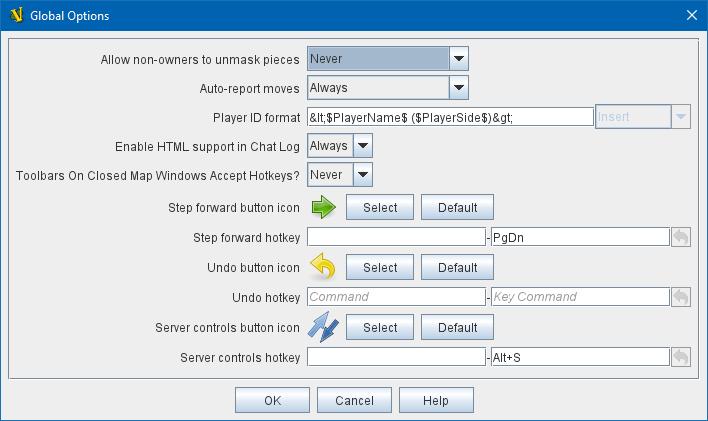 Global Options
Allow non-owners to unmask pieces Never
Auto-report moves Always
Player ID format &lt;$PlayerName$ ($PlayerSide$)&gt; Insert
Enable HTML support in Chat Log Always
Toolbars On Closed Map Windows Accept Hotkeys? Never
Step forward button icon Select Default
Step forward hotkey - PgDn
Undo button icon Select Default
Undo hotkey Command - Key Command
Server controls button icon Select Default
Server controls hotkey - Alt+S
OK Cancel Help